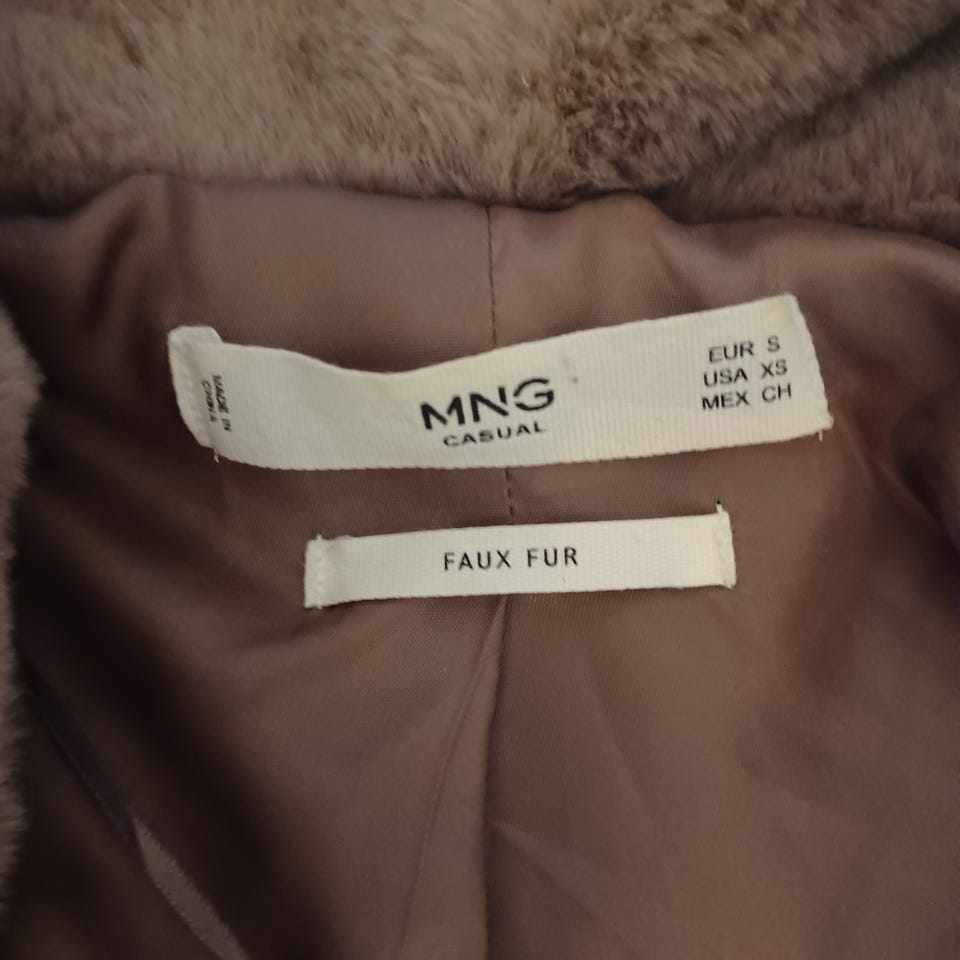 MADE IN
CHINA
MNG
CASUAL
EUR S
USA XS
MEX CH
FAUX FUR